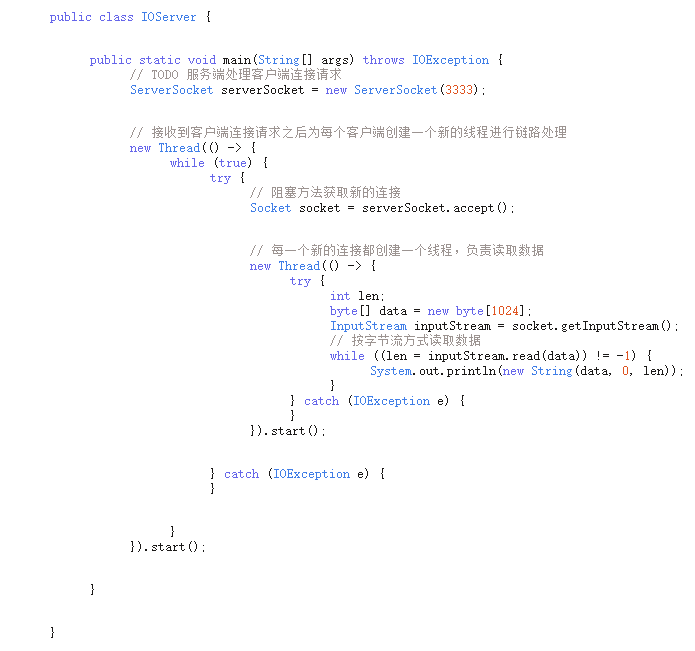 public class IOServer {
public static void main(String[] args) throws IOException {
// TODO 服务端处理客户端连接请求
ServerSocket serverSocket = new ServerSocket(3333);
// 接收到客户端连接请求之后为每个客户端创建一个新的线程进行链路处理
new Thread(() -> {
while (true) {
try {
// 阻塞方法获取新的连接
Socket socket = serverSocket.accept();
// 每一个新的连接都创建一个线程，负责读取数据
new Thread(() -> {
try {
int len;
byte[] data = new byte[1024];
InputStream inputStream = socket.getInputStream();
// 按字节流方式读取数据
while ((len = inputStream.read(data)) != -1) {
System.out.println(new String(data, 0, len));
}
} catch (IOException e) {
}
}).start();
} catch (IOException e) {
}
}
}).start();
}
}